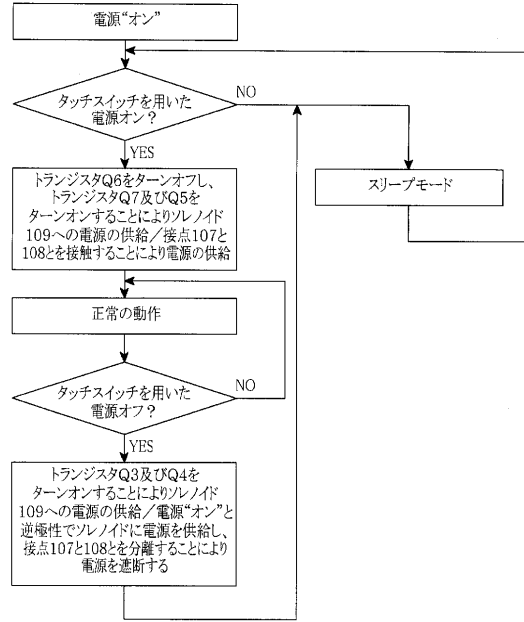 電源“オン”
タッチスイッチを用いた
電源オン？
NO
YES
トランジスタQ6をターンオフし、
トランジスタQ7及びQ5を
ターンオンすることによりソレノイド
109への電源の供給／接点107と
108とを接触することにより電源の供給
スリープモード
正常の動作
タッチスイッチを用いた
電源オフ？
NO
YES
トランジスタQ3及びQ4を
ターンオンすることによりソレノイド
109への電源の供給／電源“オン”と
逆極性でソレノイドに電源を供給し、
接点107と108とを分離することにより
電源を遮断する